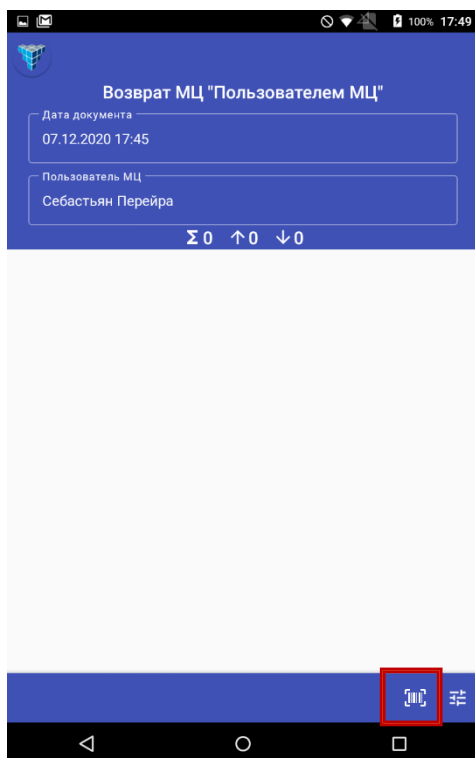 100% 17:49
Возврат МЦ "Пользователем МЦ"
Дата документа
07.12.2020 17:45
Пользователь МЦ
Себастьян Перейра
Σ 0 ↑0 ↓0